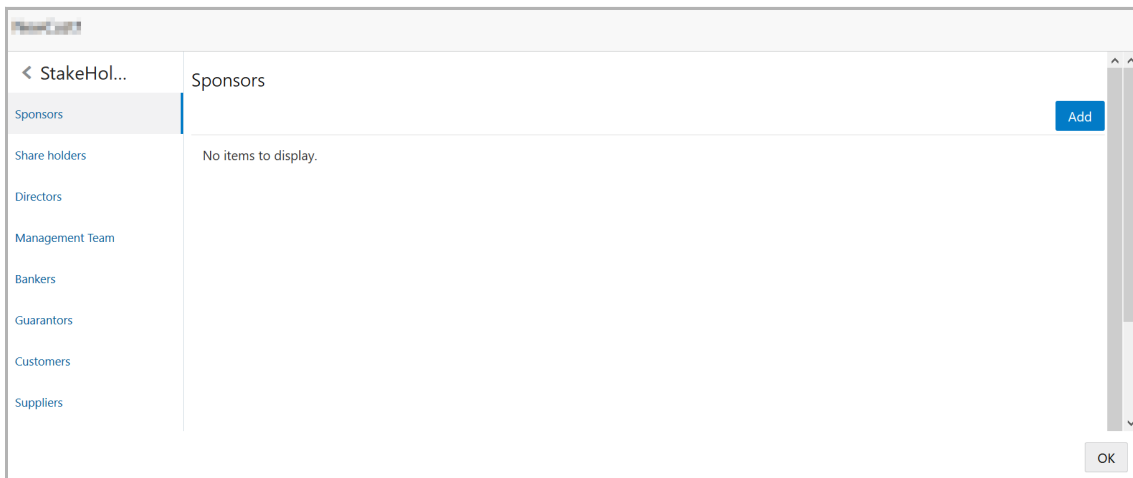 StakeHol...
Sponsors
Share holders
Directors
Management Team
Bankers
Guarantors
Customers
Suppliers
Sponsors
Add
No items to display.
OK